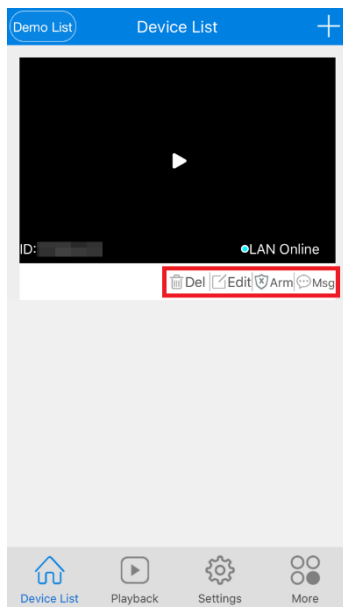 Demo List Device List
ID: LAN Online
Del Edit Arm Msg
Device List Playback Settings More